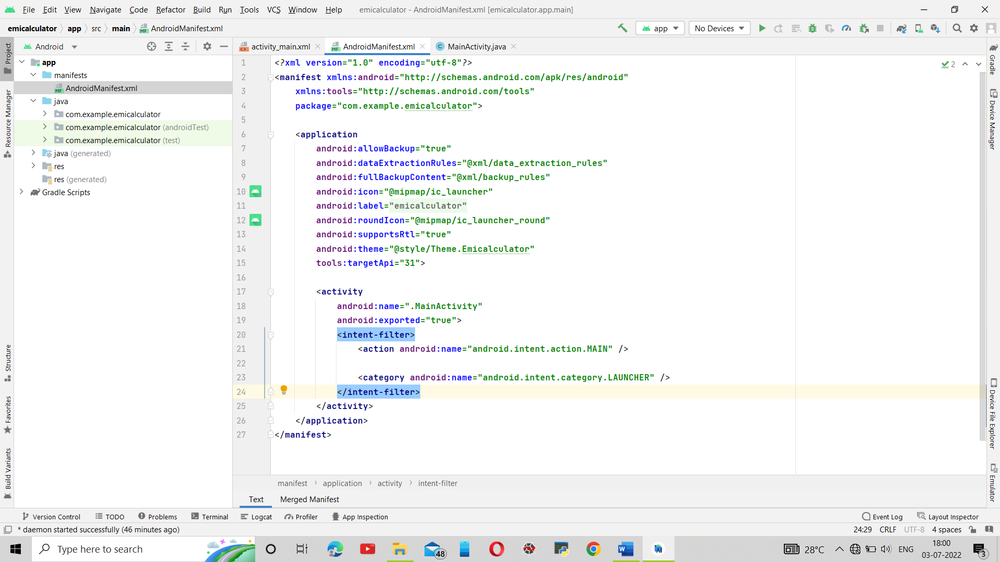 File Edit View Navigate Code Refactor Build Run Tools VCS Window Help emicalculator - AndroidManifest.xml [emicalculator.app.main]
emicalculator app src main MF AndroidManifest.xml app No Devices
Project
Resource Manager
Structure
Favorites
Build Variants
Android
app
manifests
MF AndroidManifest.xml
java
com.example.emicalculator
com.example.emicalculator (androidTest)
com.example.emicalculator (test)
java (generated)
res
res (generated)
Gradle Scripts
activity_main.xml MF AndroidManifest.xml C MainActivity.java
2
1 <?xml version="1.0" encoding="utf-8"?>
2 <manifest xmlns:android="http://schemas.android.com/apk/res/android"
3 xmlns:tools="http://schemas.android.com/tools"
4 package="com.example.emicalculator">
5
6 <application
7 android:allowBackup="true"
8 android:dataExtractionRules="@xml/data_extraction_rules"
9 android:fullBackupContent="@xml/backup_rules"
10 android:icon="@mipmap/ic_launcher"
11 android:label="emicalculator"
12 android:roundIcon="@mipmap/ic_launcher_round"
13 android:supportsRtl="true"
14 android:theme="@style/Theme.Emicalculator"
15 tools:targetApi="31">
16
17 <activity
18 android:name=".MainActivity"
19 android:exported="true">
20 <intent-filter>
21 <action android:name="android.intent.action.MAIN" />
22
23 <category android:name="android.intent.category.LAUNCHER" />
24 </intent-filter>
25 </activity>
26 </application>
27 </manifest>
manifest application activity intent-filter
Text Merged Manifest
Gradle
Device Manager
Device File Explorer
Emulator
Version Control TODO Problems Terminal Logcat Profiler App Inspection Event Log Layout Inspector
* daemon started successfully (46 minutes ago) 24:29 CRLF UTF-8 4 spaces
Type here to search 48 W 28°C ENG 18:00
03-07-2022 3